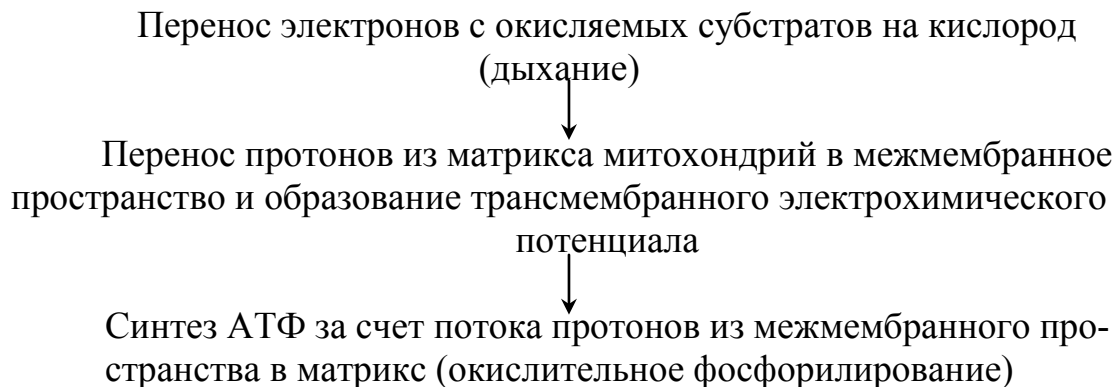 Перенос электронов с окисляемых субстратов на кислород
(дыхание)
Перенос протонов из матрикса митохондрий в межмембранное
пространство и образование трансмембранного электрохимического
потенциала
Синтез АТФ за счет потока протонов из межмембранного про-
странства в матрикс (окислительное фосфорилирование)